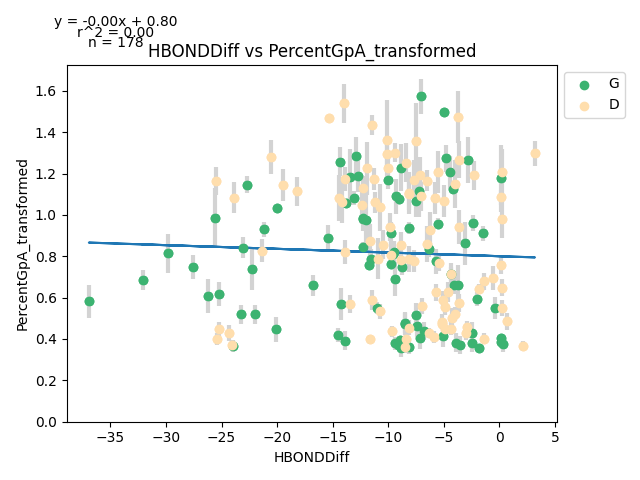 y = -0.00x + 0.80
r^2 = 0.00
n = 178
HBONDDiff vs PercentGpA_transformed
G
D
PercentGpA_transformed
1.6
1.4
1.2
1.0
0.8
0.6
0.4
0.2
0.0
−35 −30 −25 −20 −15 −10 −5 0 5
HBONDDiff